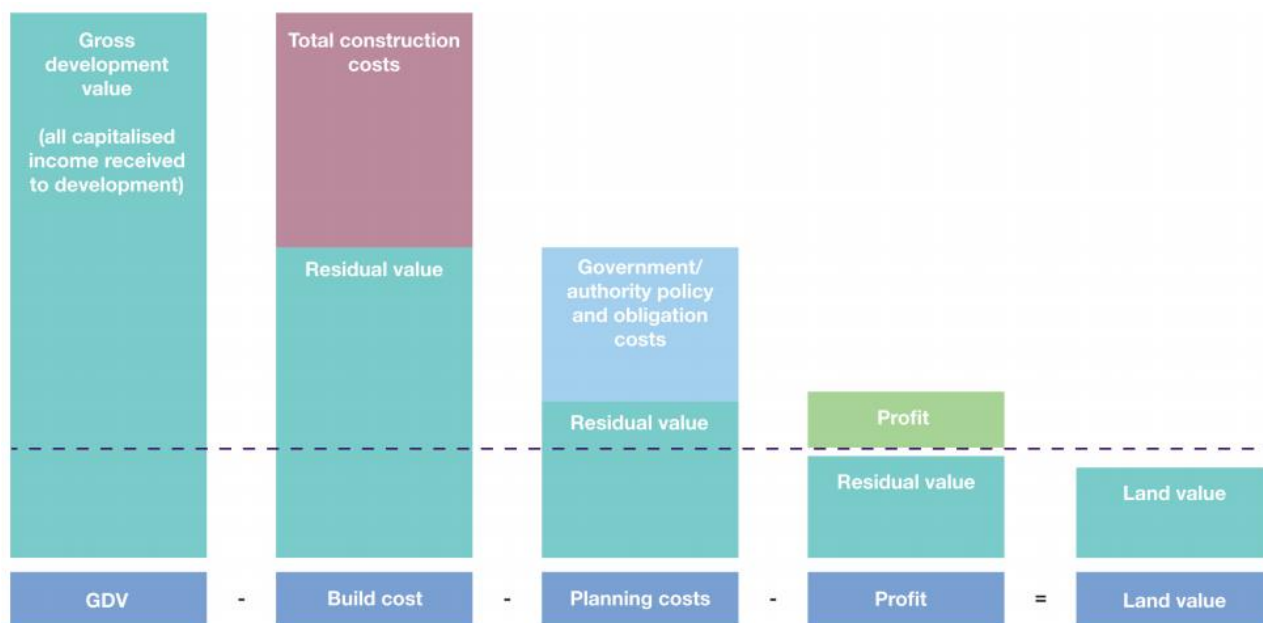 Gross
development
value
(all capitalised
income received
to development)
Total construction
costs
Residual value
Government/
authority policy
and obligation
costs
Residual value
Profit
Residual value
Land value
GDV - Build cost - Planning costs - Profit = Land value